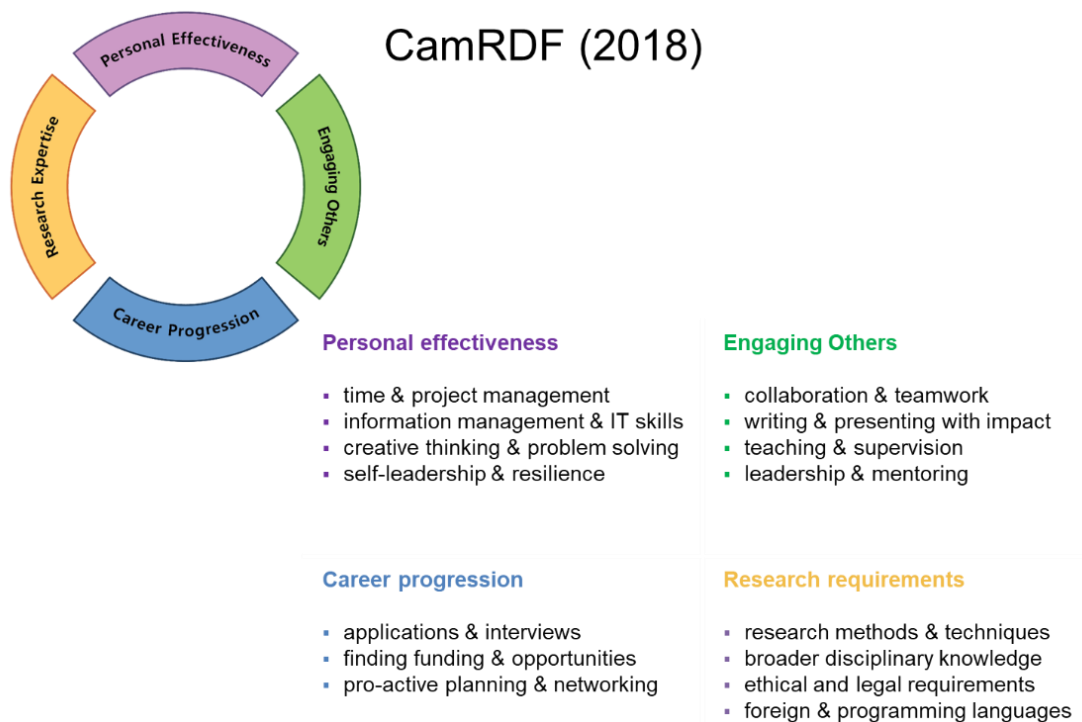 CamRDF (2018)
Personal Effectiveness
Engaging Others
Career Progression
Research Expertise
Personal effectiveness
▪ time & project management
▪ information management & IT skills
▪ creative thinking & problem solving
▪ self-leadership & resilience
Engaging Others
▪ collaboration & teamwork
▪ writing & presenting with impact
▪ teaching & supervision
▪ leadership & mentoring
Career progression
▪ applications & interviews
▪ finding funding & opportunities
▪ pro-active planning & networking
Research requirements
▪ research methods & techniques
▪ broader disciplinary knowledge
▪ ethical and legal requirements
▪ foreign & programming languages